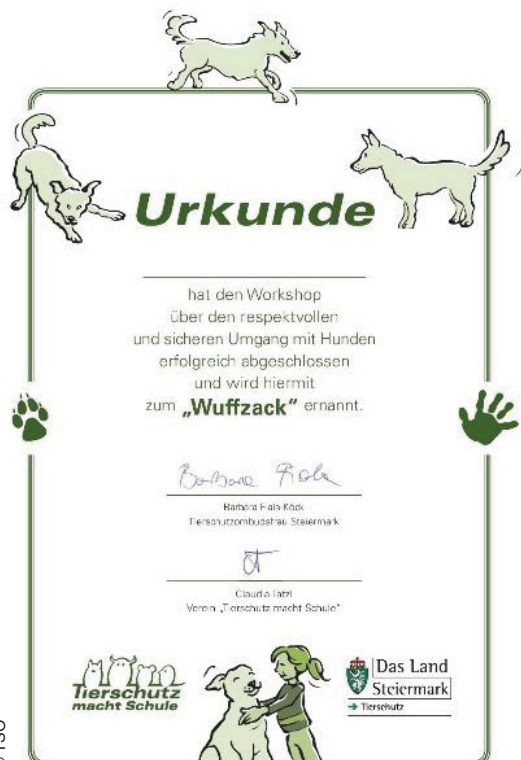 Urkunde
hat den Workshop
über den respektvollen
und sicheren Umgang mit Hunden
erfolgreich abgeschlossen
und wird hiermit
zum „Wuffzack“ ernannt.
Barbara Fiala
Barbara Fiala-Köck
Tierschutzombudsfrau Steiermark
Claudia Tatzl
Verein „Tierschutz macht Schule“
Tierschutz
macht Schule
Das Land
Steiermark
→ Tierschutz